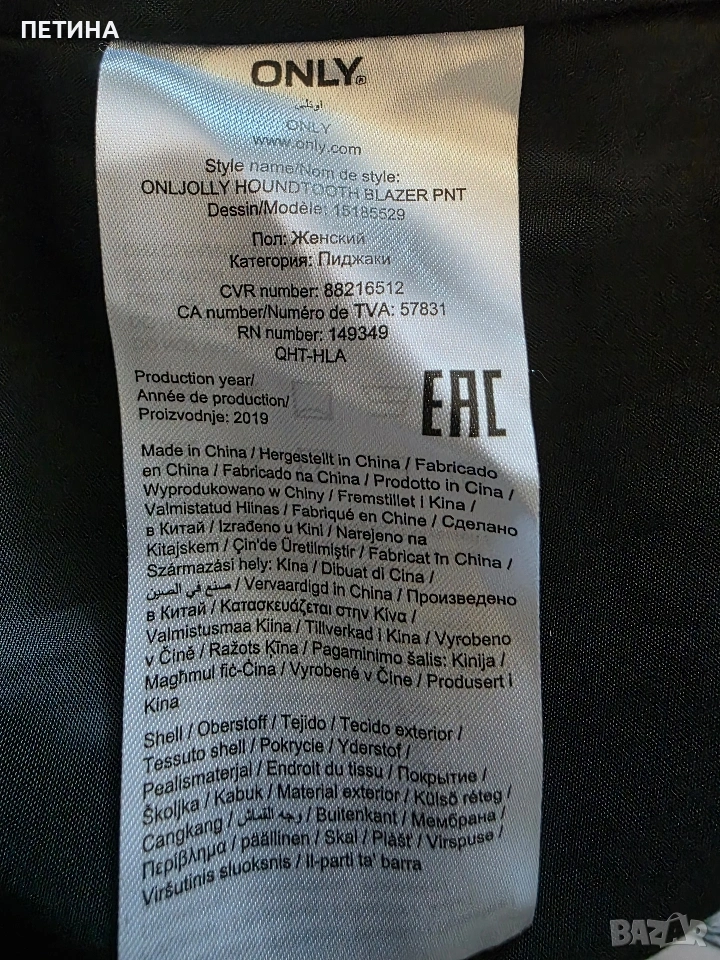 ПЕТИНА
ONLY®
اونلي
ONLY
www.only.com
Style name/Nom de style:
ONLJOLLY HOUNDTOOTH BLAZER PNT
Dessin/Modèle: 15185529
Пол: Женский
Категория: Пиджаки
CVR number: 88216512
CA number/Numéro de TVA: 57831
RN number: 149349
QHT-HLA
Production year/
Année de production/
Proizvodnje: 2019
EAC
Made in China / Hergestellt in China / Fabricado
en China / Fabricado na China / Prodotto in Cina /
Wyprodukowano w Chiny / Fremstillet i Kina /
Valmistatud Hiinas / Fabriqué en Chine / Сделано
в Китай / Izrađeno u Kini / Narejeno na
Kitajskem / Çin'de Üretilmiştir / Fabricat în China /
Származási hely: Kína / Dibuat di Cina /
صنع في الصين / Vervaardigd in China / Произведено
в Китай / Κατασκευάζεται στην Κίνα /
Valmistusmaa Kiina / Tillverkad i Kina / Vyrobeno
v Číně / Ražots Ķīna / Pagaminimo šalis: Kinija /
Magħmul fiċ-Ċina / Vyrobené v Číne / Produsert i
Kina
Shell / Oberstoff / Tejido / Tecido exterior /
Tessuto shell / Pokrycie / Yderstof /
Pealismaterjal / Endroit du tissu / Покрытие /
Školjka / Kabuk / Material exterior / Külső réteg /
Cangkang / وجه القماش / Buitenkant / Мембрана /
Περίβλημα / päällinen / Skal / Plášť / Virspuse /
Viršutinis sluoksnis / Il-parti ta' barra
BAZAR